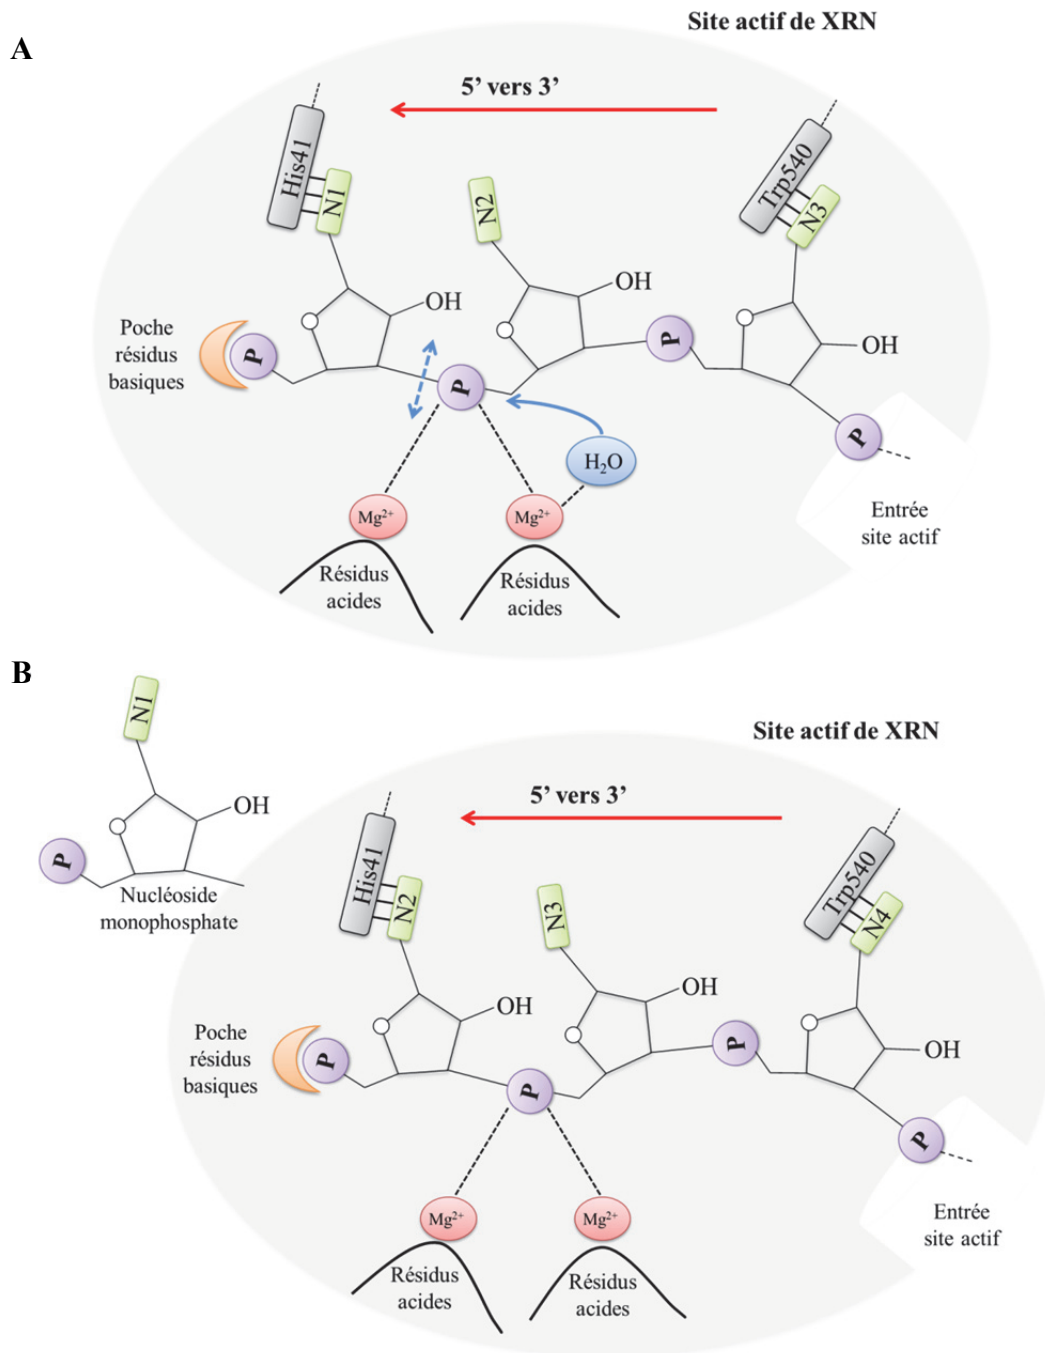 Site actif de XRN
A
5’ vers 3’
His41
Trp540
N1
N2
N3
OH
OH
OH
Poche
résidus
basiques
P
P
P
P
H₂O
Mg²⁺
Mg²⁺
Entrée
site actif
Résidus
acides
Résidus
acides
B
N1
Site actif de XRN
5’ vers 3’
OH
P
Nucléoside
monophosphate
His41
Trp540
N2
N3
N4
OH
OH
OH
Poche
résidus
basiques
P
P
P
P
Mg²⁺
Mg²⁺
Entrée
site actif
Résidus
acides
Résidus
acides